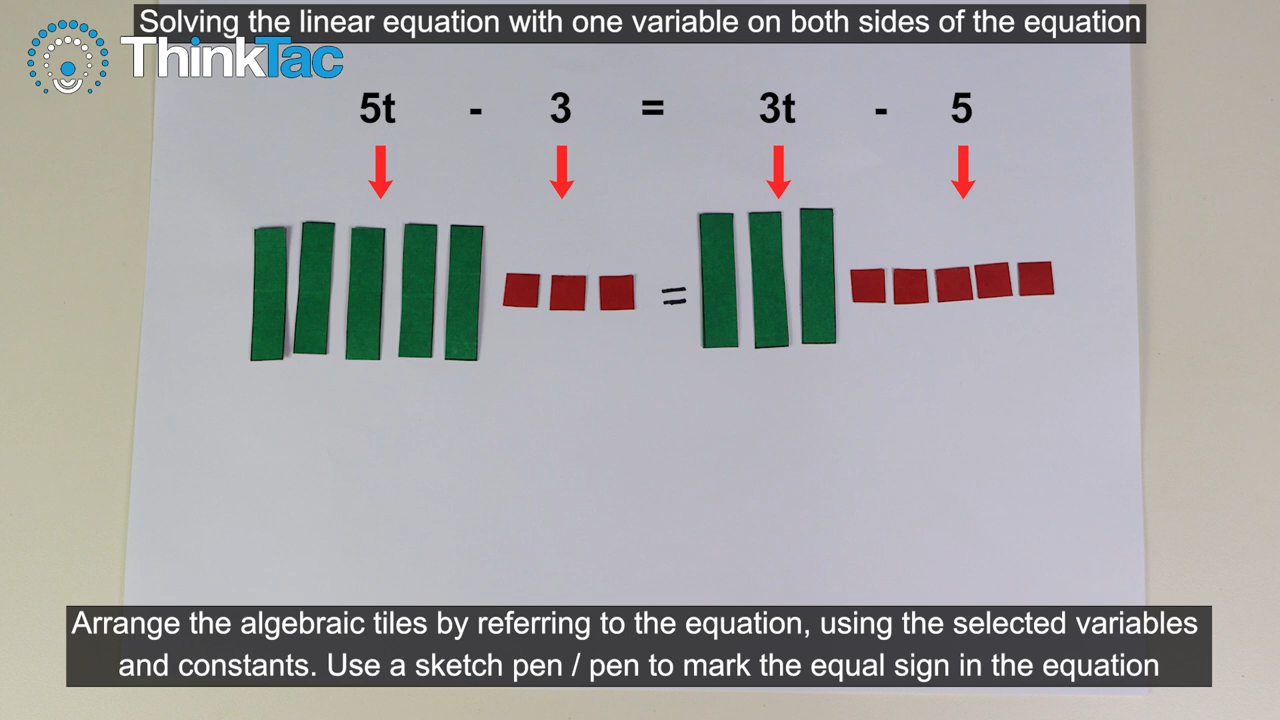 Solving the linear equation with one variable on both sides of the equation
ThinkTac
5t - 3 = 3t - 5
=
Arrange the algebraic tiles by referring to the equation, using the selected variables
and constants. Use a sketch pen / pen to mark the equal sign in the equation